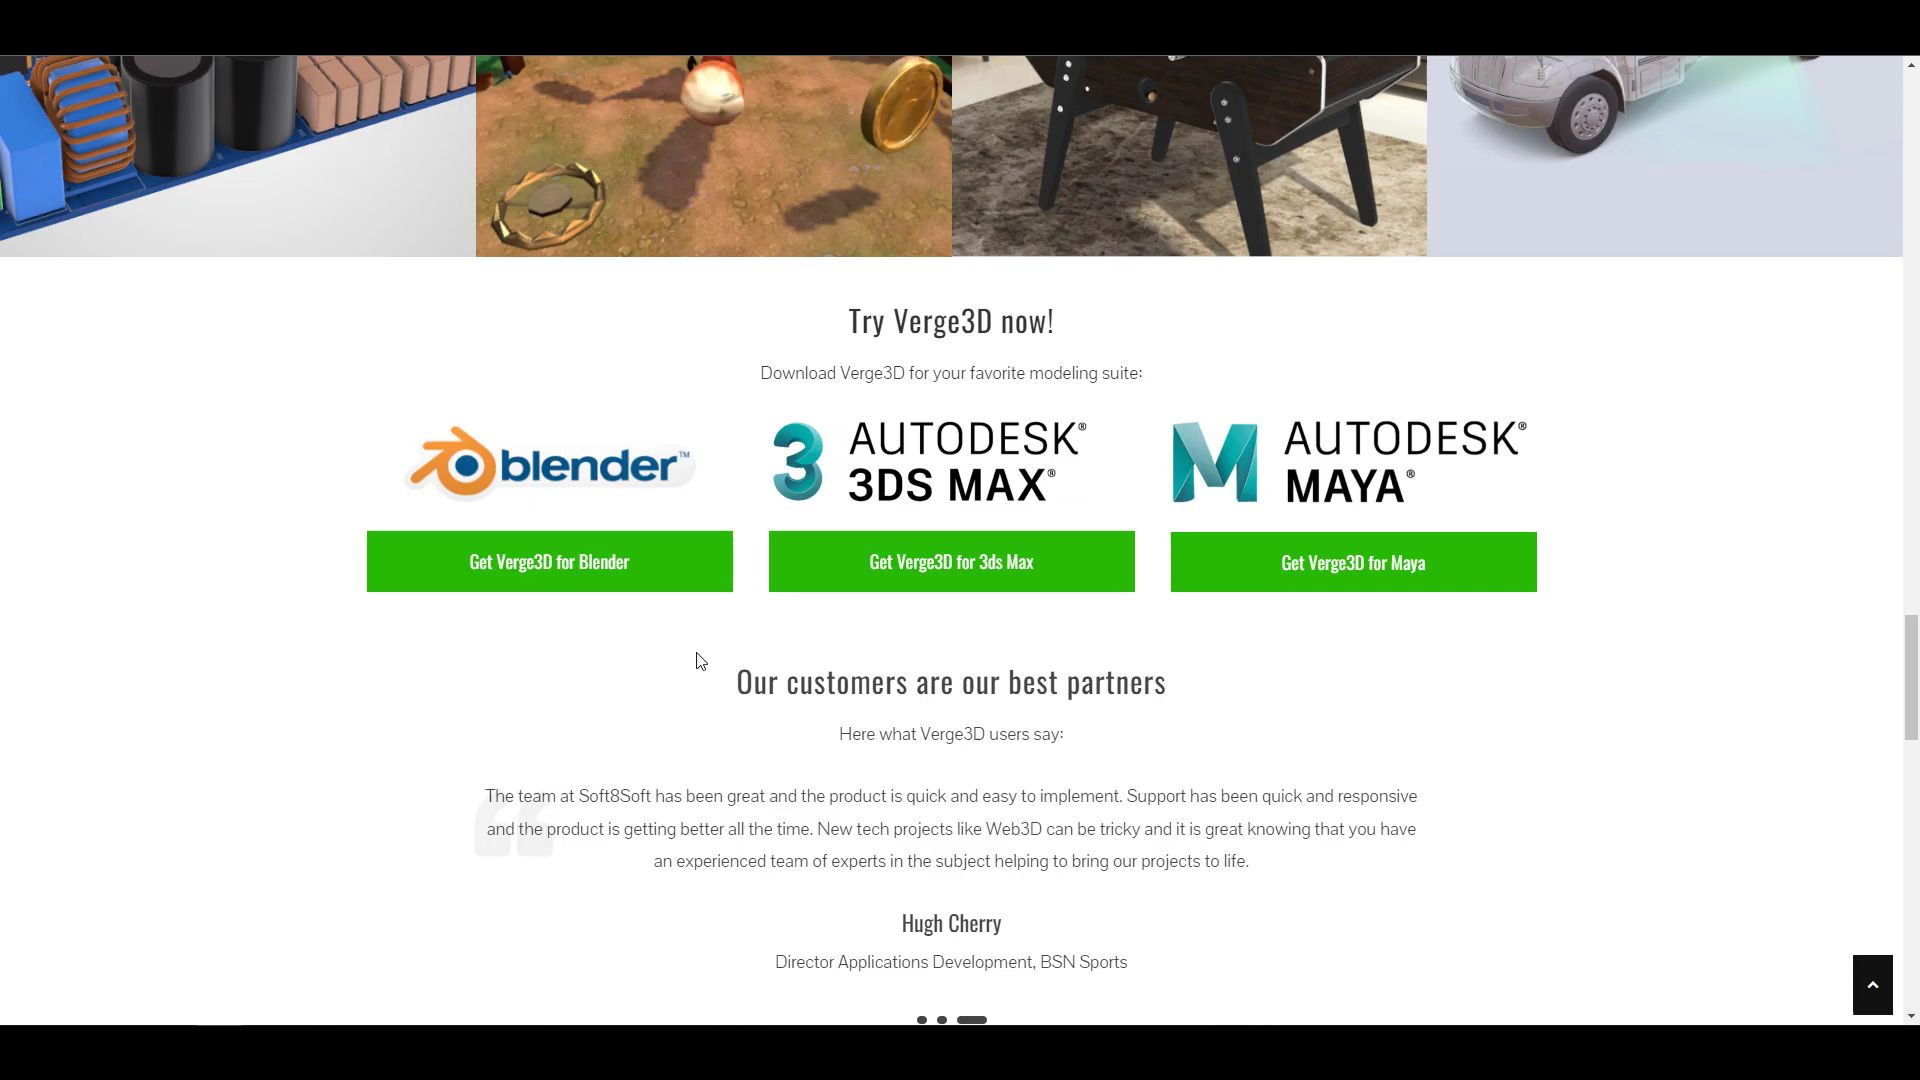 Try Verge3D now!
Download Verge3D for your favorite modeling suite:
blender™
3 AUTODESK®
3DS MAX®
M AUTODESK®
MAYA®
Get Verge3D for Blender
Get Verge3D for 3ds Max
Get Verge3D for Maya
Our customers are our best partners
Here what Verge3D users say:
The team at Soft8Soft has been great and the product is quick and easy to implement. Support has been quick and responsive
and the product is getting better all the time. New tech projects like Web3D can be tricky and it is great knowing that you have
an experienced team of experts in the subject helping to bring our projects to life.
Hugh Cherry
Director Applications Development, BSN Sports